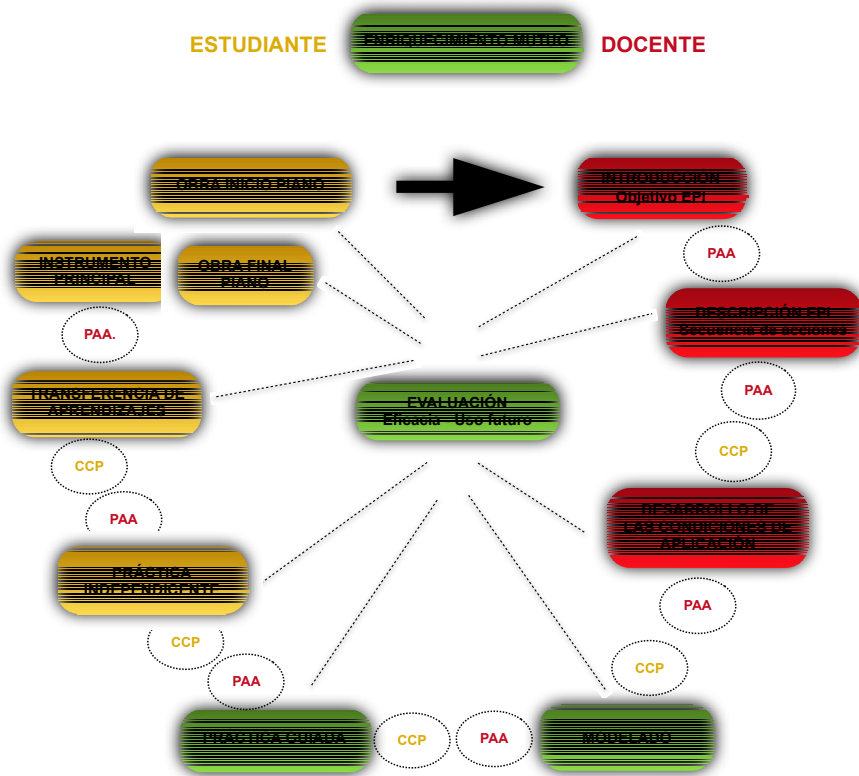 ESTUDIANTE
ENRIQUECIMIENTO MUTUO
DOCENTE
OBRA INICIO PIANO
INTRODUCCIÓN
Objetivo EPI
PAA
INSTRUMENTO
PRINCIPAL
OBRA FINAL
PIANO
DESCRIPCIÓN EPI
Secuencia de acciones
PAA.
PAA
TRANSFERENCIA DE
APRENDIZAJES
EVALUACIÓN
Eficacia - Uso futuro
CCP
CCP
PAA
DESARROLLO DE
LAS CONDICIONES DE
APLICACIÓN
PRÁCTICA
INDEPENDICENTE
PAA
CCP
CCP
PAA
PRÁCTICA GUIADA
CCP
PAA
MODELADO